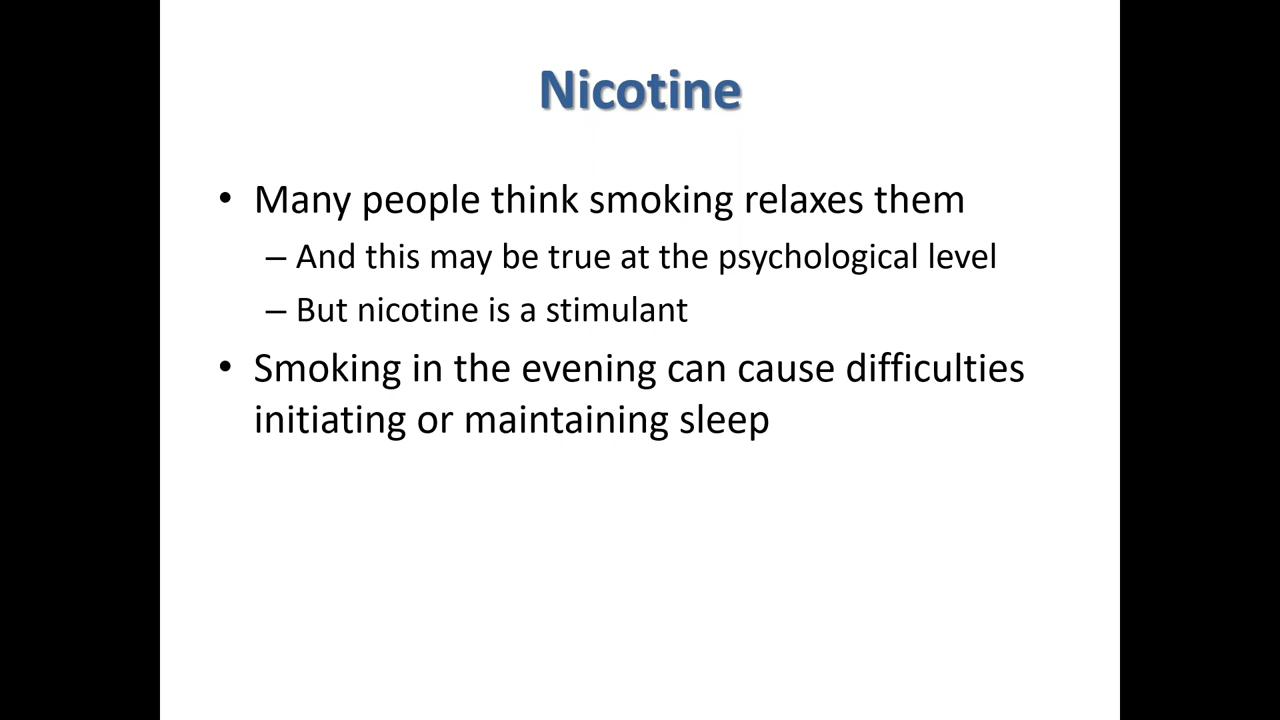 Nicotine
• Many people think smoking relaxes them
– And this may be true at the psychological level
– But nicotine is a stimulant
• Smoking in the evening can cause difficulties
initiating or maintaining sleep